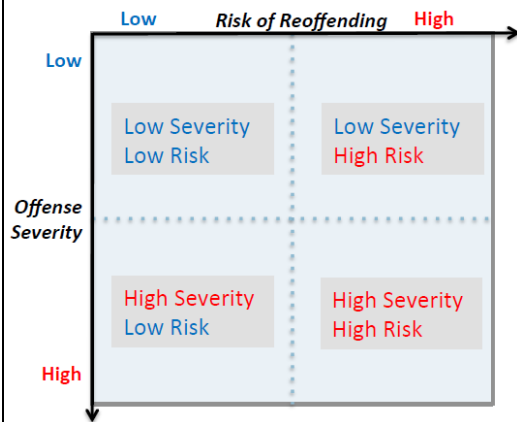 Low Risk of Reoffending High
Low
Low Severity
Low Risk
Low Severity
High Risk
Offense
Severity
High Severity
Low Risk
High Severity
High Risk
High